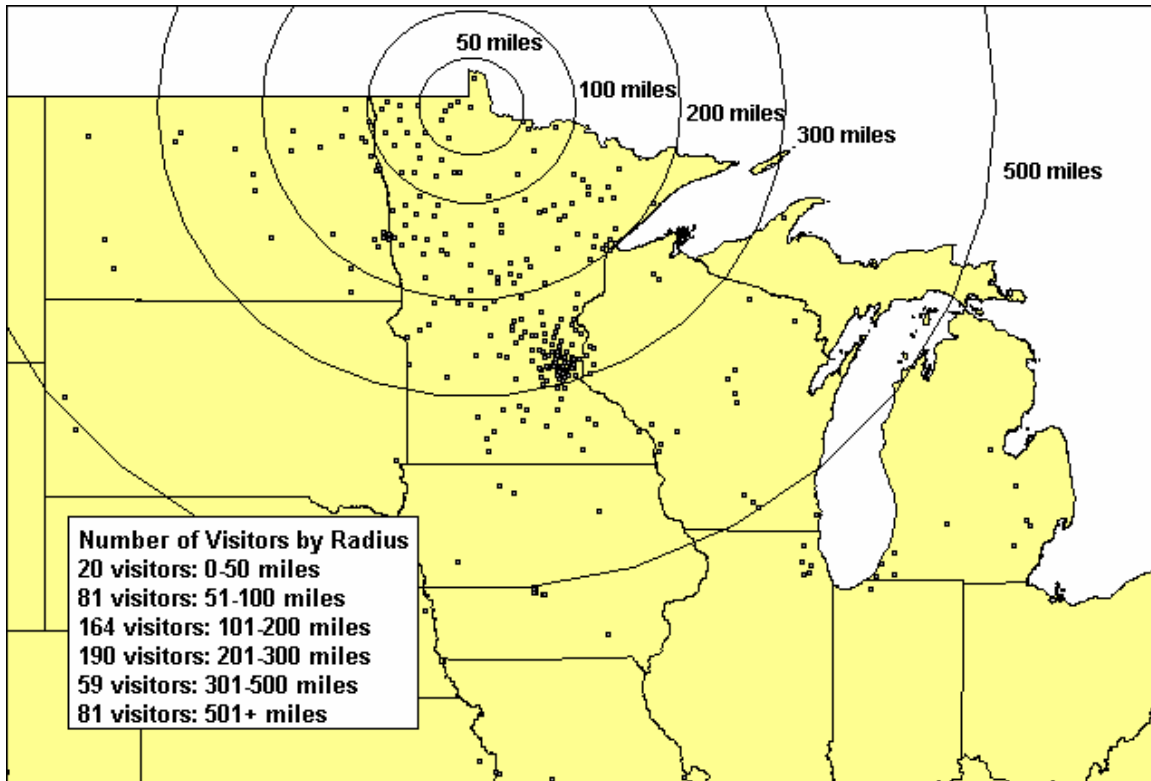 50 miles
100 miles
200 miles
300 miles
500 miles
Number of Visitors by Radius
20 visitors: 0-50 miles
81 visitors: 51-100 miles
164 visitors: 101-200 miles
190 visitors: 201-300 miles
59 visitors: 301-500 miles
81 visitors: 501+ miles